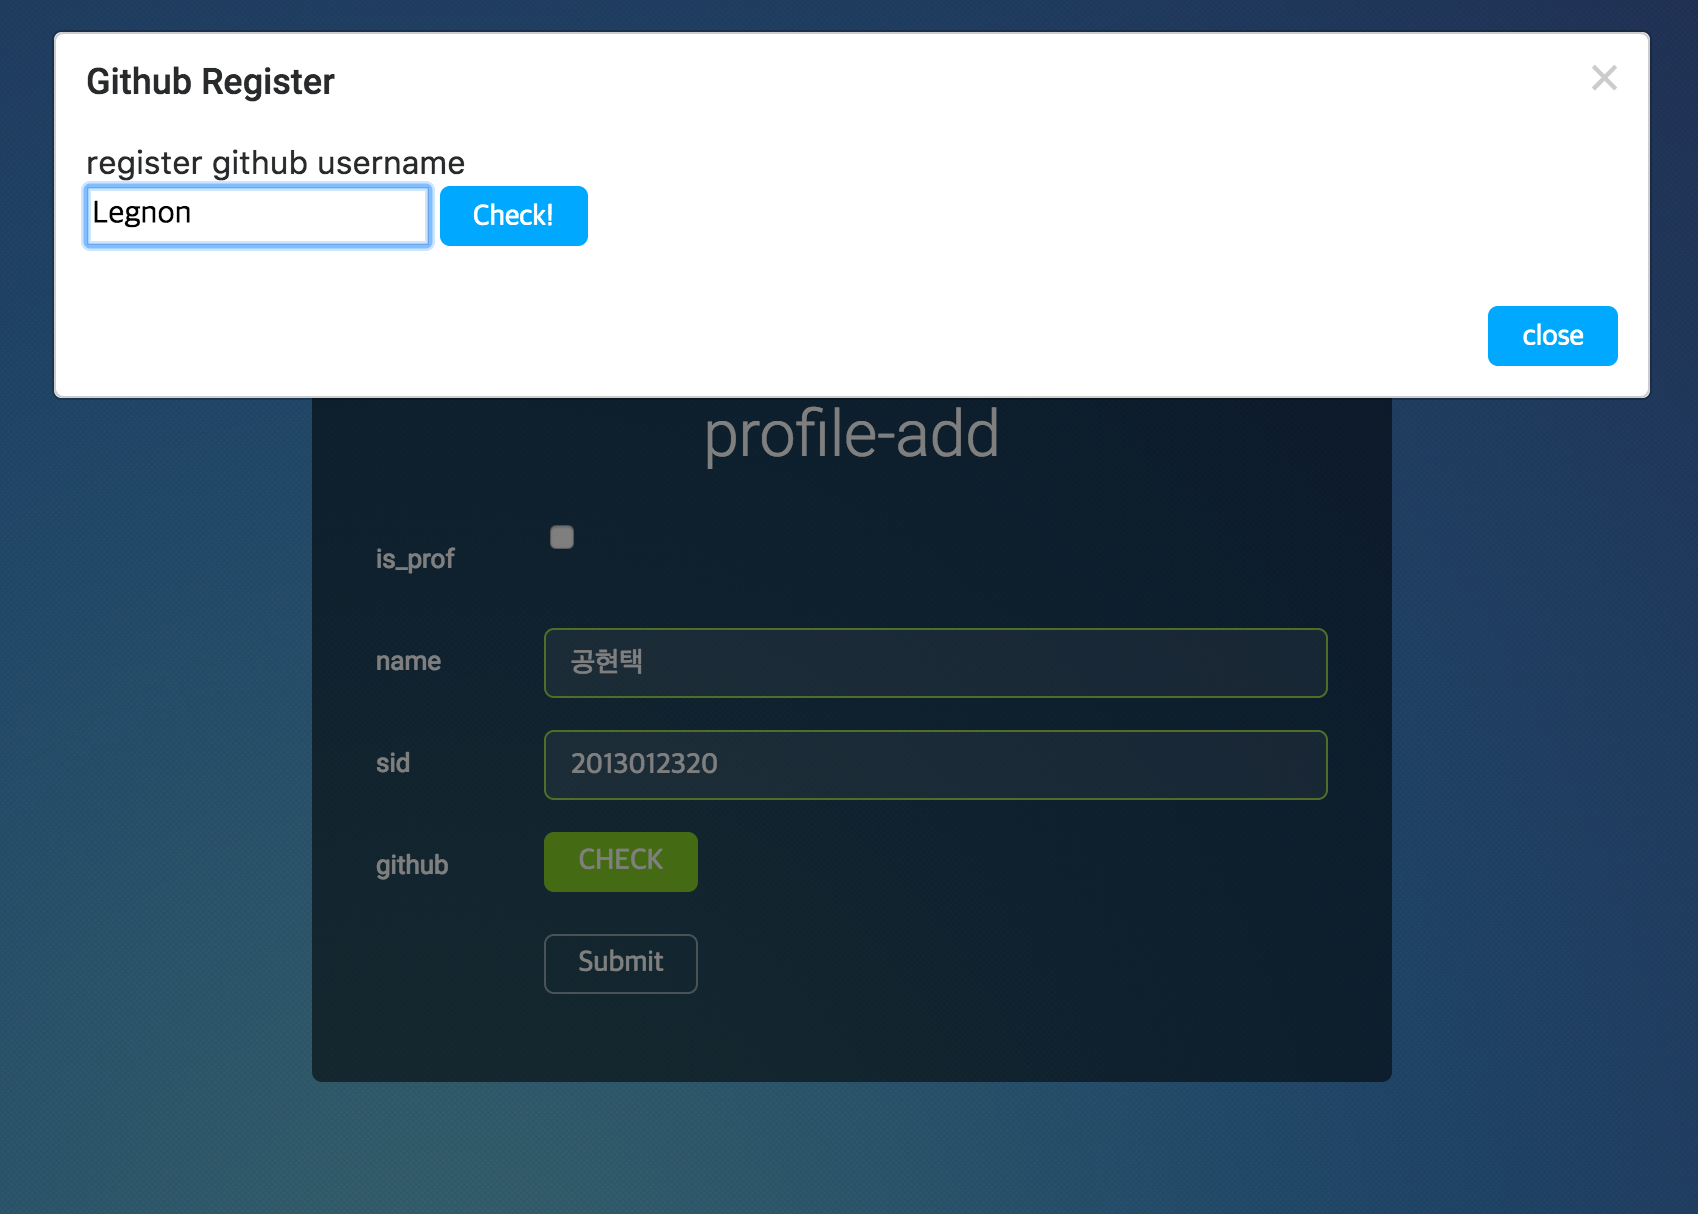 Github Register
×
register github username
Legnon Check!
close
profile-add
is_prof
name 공현택
sid 2013012320
github CHECK
Submit